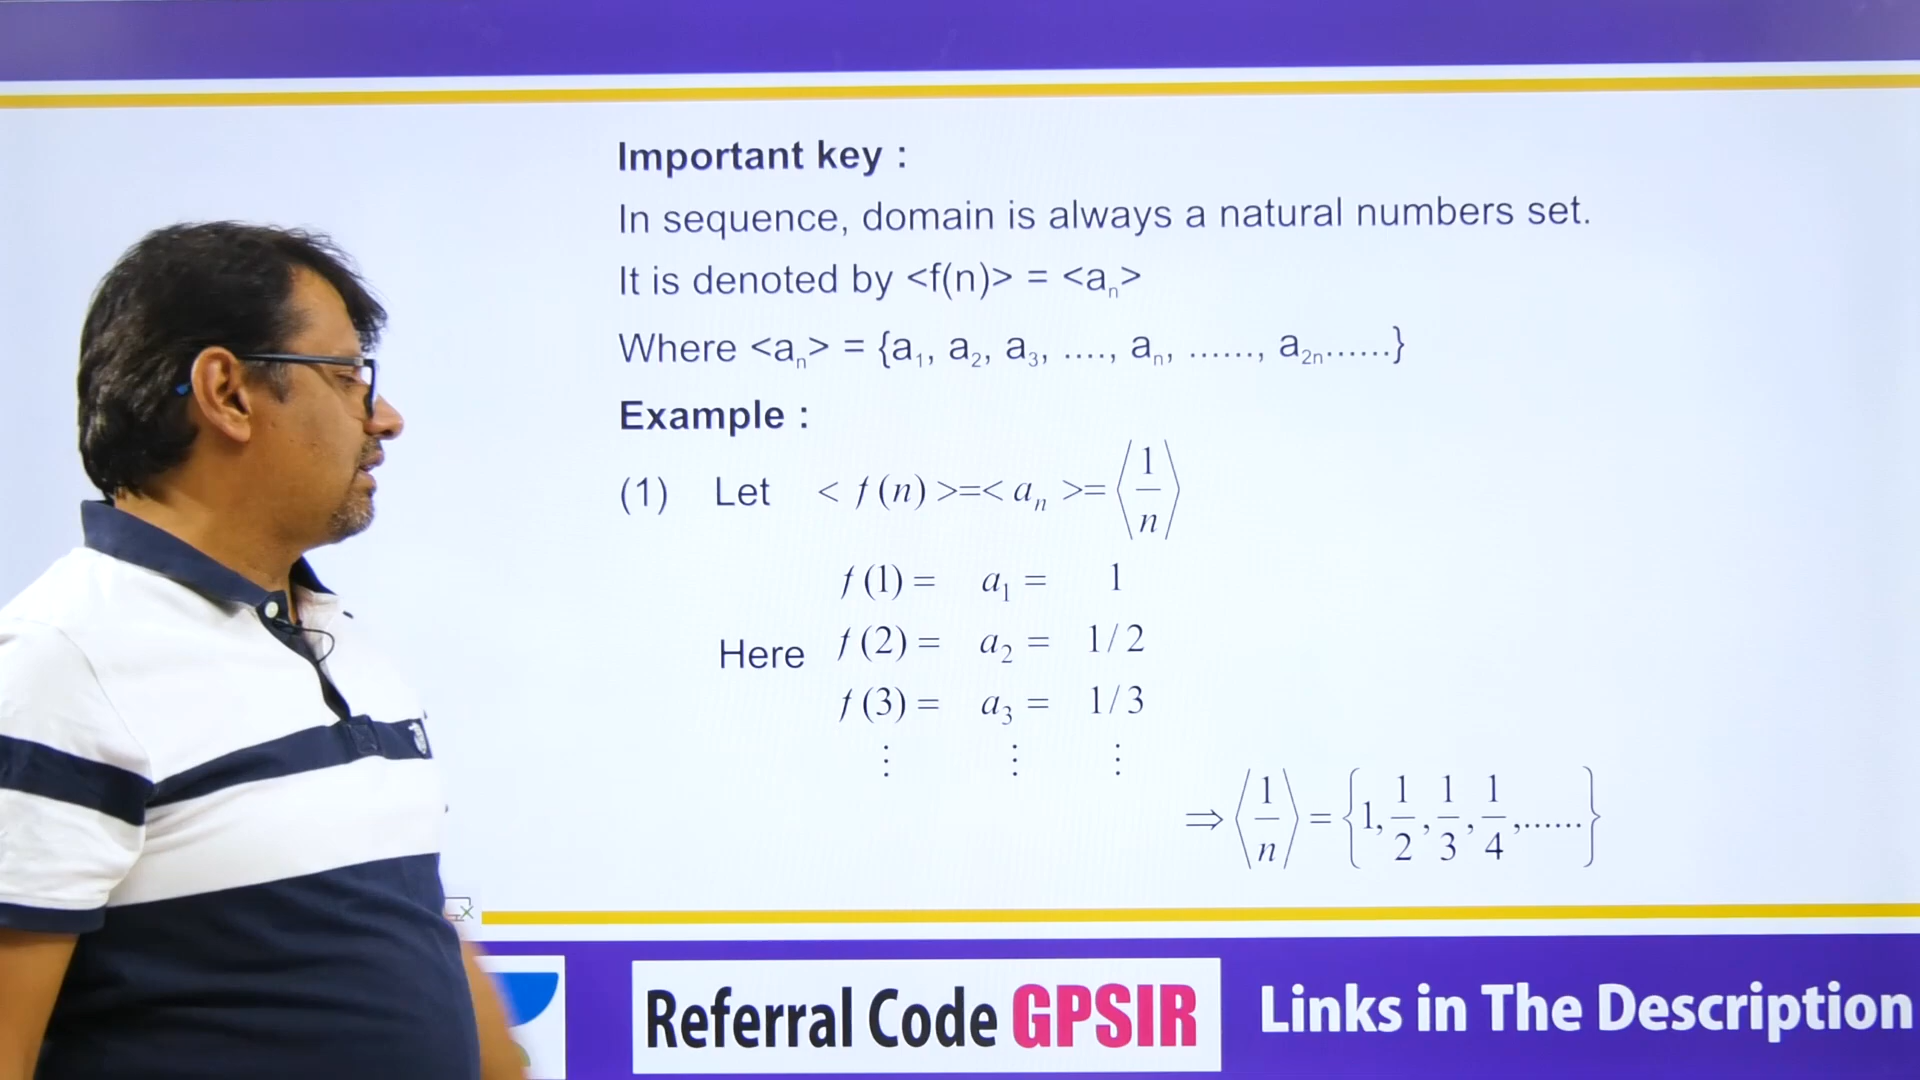 Important key :
In sequence, domain is always a natural numbers set.
It is denoted by <f(n)> = <aₙ>
Where <aₙ> = {a₁, a₂, a₃, ...., aₙ, ......, a₂ₙ......}
Example :
(1) Let < f (n) >=< aₙ >= ⟨1/n⟩
f (1) = a₁ = 1
Here f (2) = a₂ = 1/2
f (3) = a₃ = 1/3
⋮ ⋮ ⋮
⇒ ⟨1/n⟩ = {1, 1/2, 1/3, 1/4, ......}
Referral Code GPSIR Links in The Description